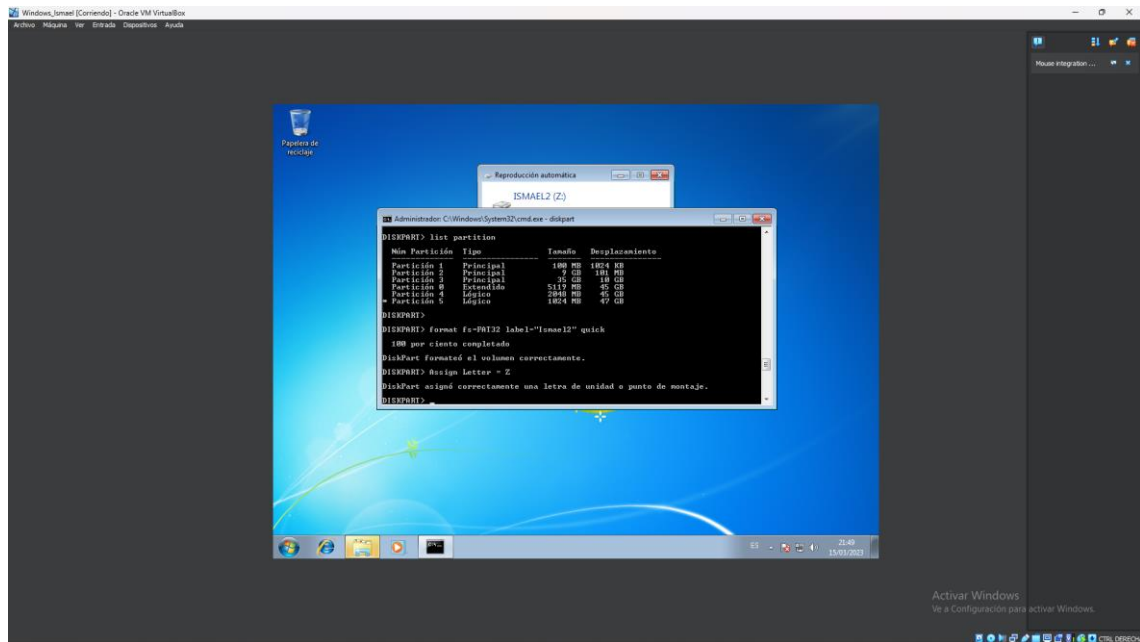 Windows_Ismael [Corriendo] - Oracle VM VirtualBox
Archivo Máquina Ver Entrada Dispositivos Ayuda
Mouse integration ...
Papelera de
reciclaje
Reproducción automática
ISMAEL2 (Z:)
Administrador: C:\Windows\System32\cmd.exe - diskpart
DISKPART> list partition
Núm Partición Tipo Tamaño Desplazamiento
Partición 1 Principal 100 MB 1024 KB
Partición 2 Principal 9 GB 101 MB
Partición 3 Principal 35 GB 10 GB
Partición 0 Extendido 5119 MB 45 GB
Partición 4 Lógico 2048 MB 45 GB
* Partición 5 Lógico 1024 MB 47 GB
DISKPART>
DISKPART> format fs=FAT32 label="Ismael2" quick
100 por ciento completado
DiskPart formateó el volumen correctamente.
DISKPART> Assign Letter = Z
DiskPart asignó correctamente una letra de unidad o punto de montaje.
DISKPART> _
ES
21:49
15/03/2023
Activar Windows
Ve a Configuración para activar Windows.
CTRL DERECH